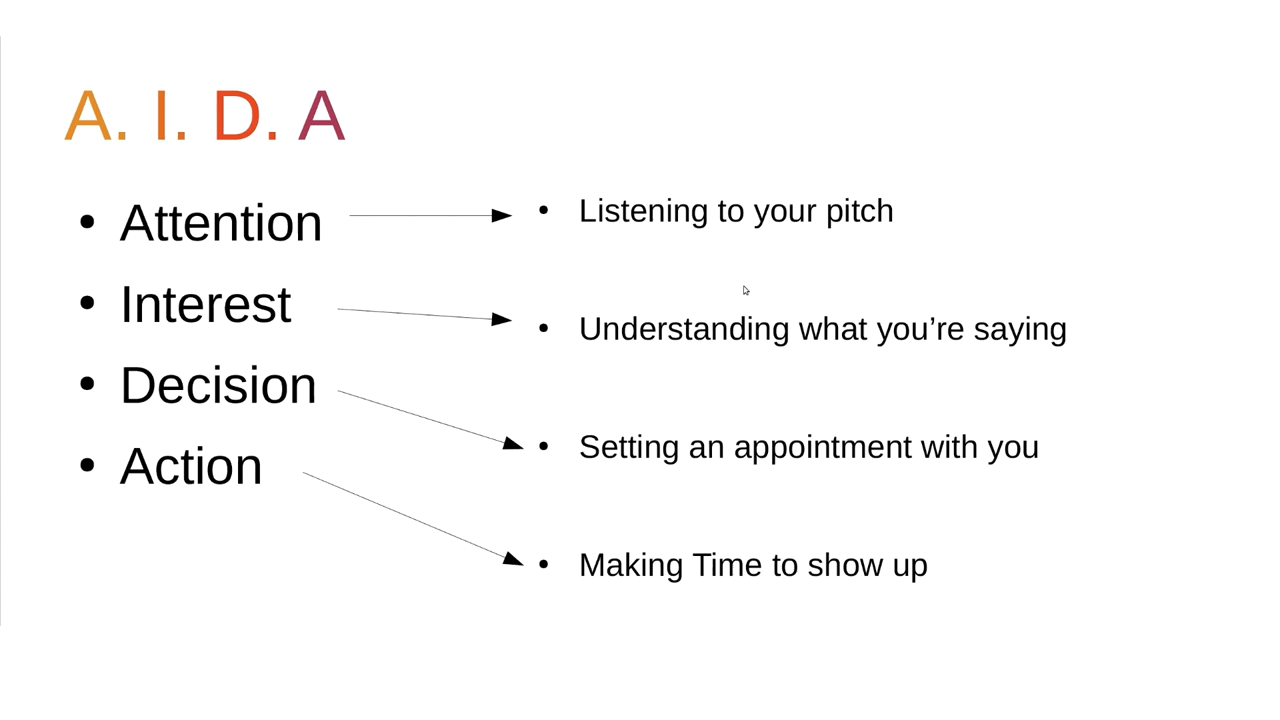 A. I. D. A
• Attention
• Interest
• Decision
• Action
• Listening to your pitch
• Understanding what you’re saying
• Setting an appointment with you
• Making Time to show up